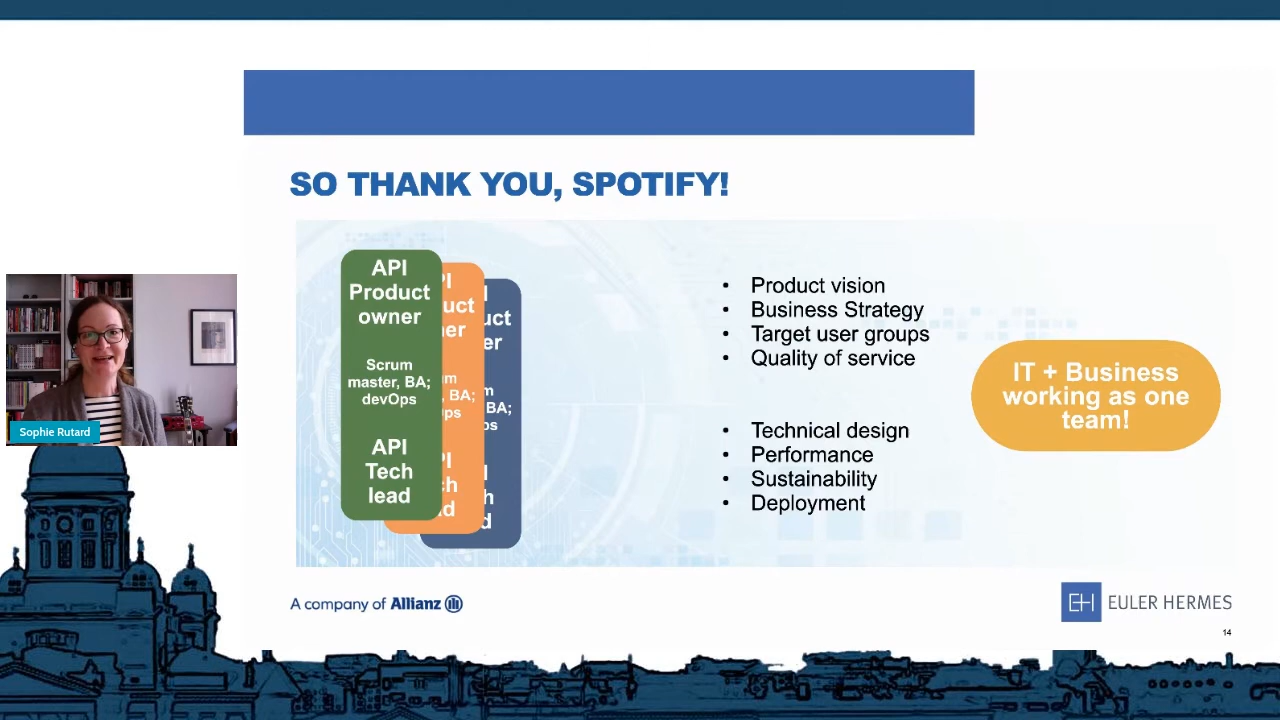 SO THANK YOU, SPOTIFY!
API
Product
owner
Scrum
master, BA;
devOps
API
Tech
lead
• Product vision
• Business Strategy
• Target user groups
• Quality of service
• Technical design
• Performance
• Sustainability
• Deployment
IT + Business
working as one
team!
Sophie Rutard
A company of Allianz
EH EULER HERMES
14